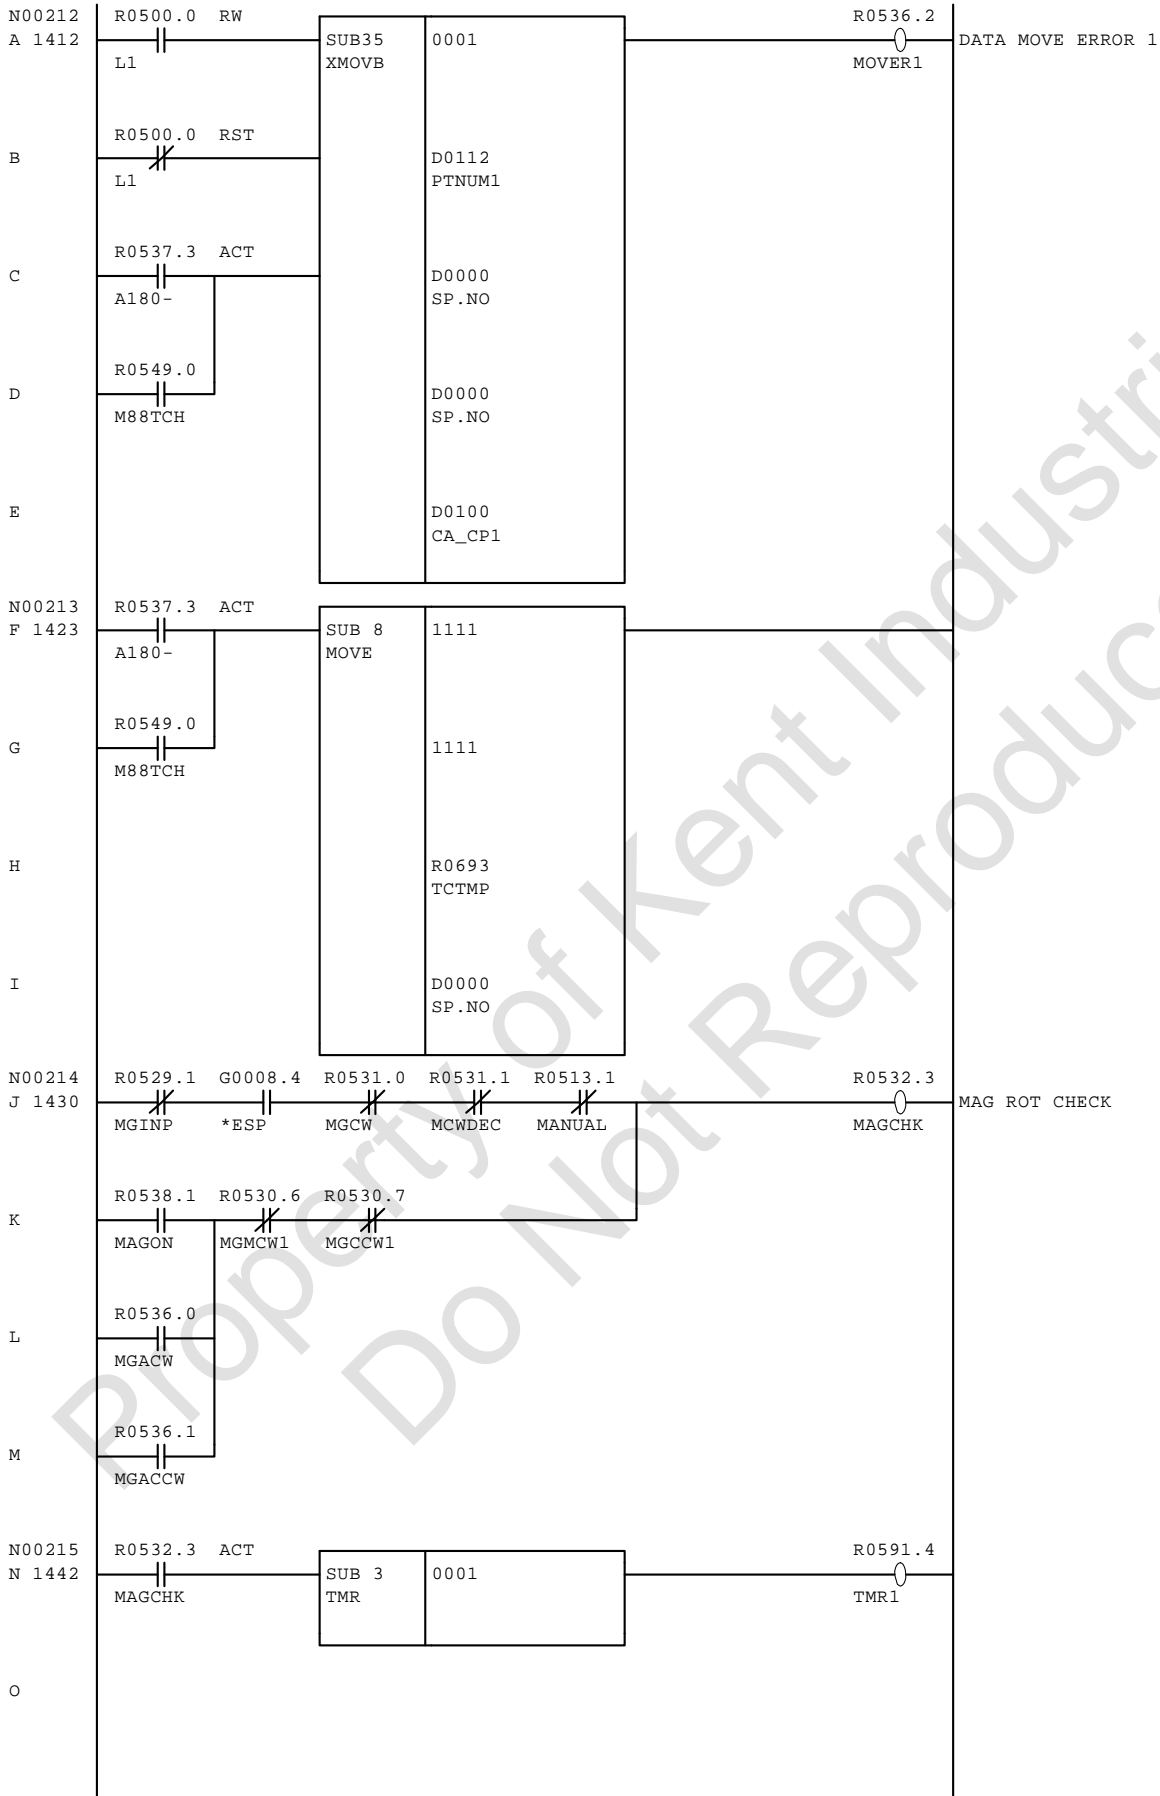 N00212 R0500.0 RW R0536.2
A 1412 SUB35 0001 DATA MOVE ERROR 1
L1 XMOVB MOVER1
R0500.0 RST
B D0112
L1 PTNUM1
R0537.3 ACT
C D0000
A180- SP.NO
R0549.0
D D0000
M88TCH SP.NO
E D0100
CA_CP1
N00213 R0537.3 ACT
F 1423 SUB 8 1111
A180- MOVE
R0549.0
G 1111
M88TCH
H R0693
TCTMP
I D0000
SP.NO
N00214 R0529.1 G0008.4 R0531.0 R0531.1 R0513.1 R0532.3
J 1430 MAG ROT CHECK
MGINP *ESP MGCW MCWDEC MANUAL MAGCHK
R0538.1 R0530.6 R0530.7
K
MAGON MGMCW1 MGCCW1
R0536.0
L
MGACW
R0536.1
M
MGACCW
N00215 R0532.3 ACT R0591.4
N 1442 SUB 3 0001
MAGCHK TMR TMR1
O
Property of Kent Industri
Do Not Reproduc